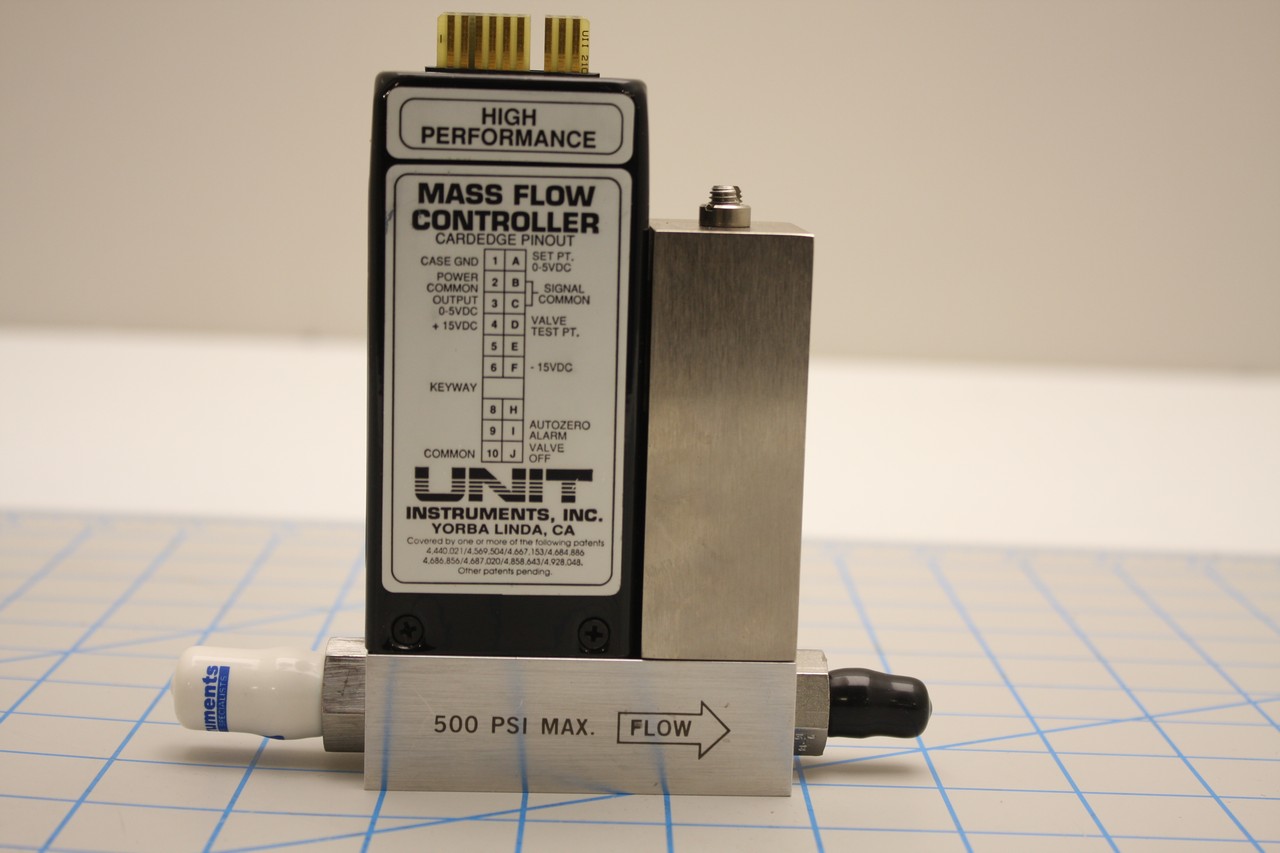 UII 210
HIGH
PERFORMANCE
MASS FLOW
CONTROLLER
CARDEDGE PINOUT
CASE GND 1 A SET PT.
0-5VDC
POWER
COMMON 2 B SIGNAL
COMMON
OUTPUT
0-5VDC 3 C
+ 15VDC 4 D VALVE
TEST PT.
5 E
6 F - 15VDC
KEYWAY
8 H
9 I AUTOZERO
ALARM
COMMON 10 J VALVE
OFF
UNIT
INSTRUMENTS, INC.
YORBA LINDA, CA
Covered by one or more of the following patents
4,440,021/4,569,504/4,667,153/4,684,886
4,686,856/4,687,020/4,858,643/4,928,048.
Other patents pending.
uments
SPECIALISTS
500 PSI MAX. FLOW